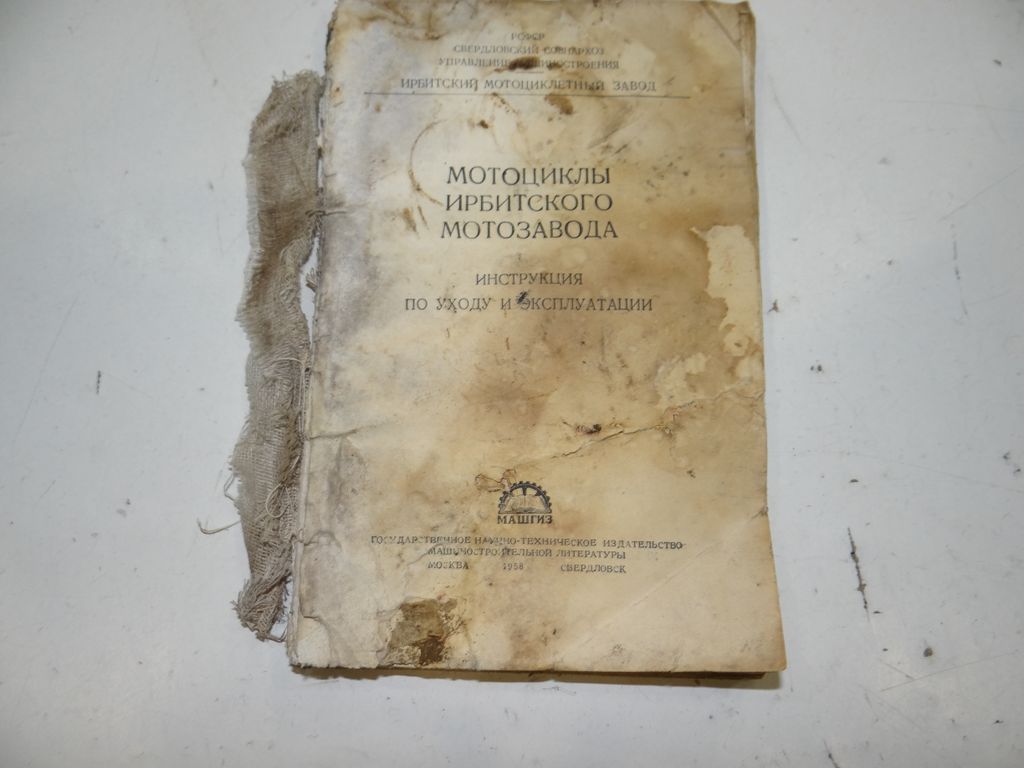 РСФСР
СВЕРДЛОВСКИЙ СОВНАРХОЗ
УПРАВЛЕНИЕ МАШИНОСТРОЕНИЯ
ИРБИТСКИЙ МОТОЦИКЛЕТНЫЙ ЗАВОД
МОТОЦИКЛЫ
ИРБИТСКОГО
МОТОЗАВОДА
ИНСТРУКЦИЯ
ПО УХОДУ И ЭКСПЛУАТАЦИИ
МАШГИЗ
ГОСУДАРСТВЕННОЕ НАУЧНО-ТЕХНИЧЕСКОЕ ИЗДАТЕЛЬСТВО
МАШИНОСТРОИТЕЛЬНОЙ ЛИТЕРАТУРЫ
МОСКВА 1958 СВЕРДЛОВСК